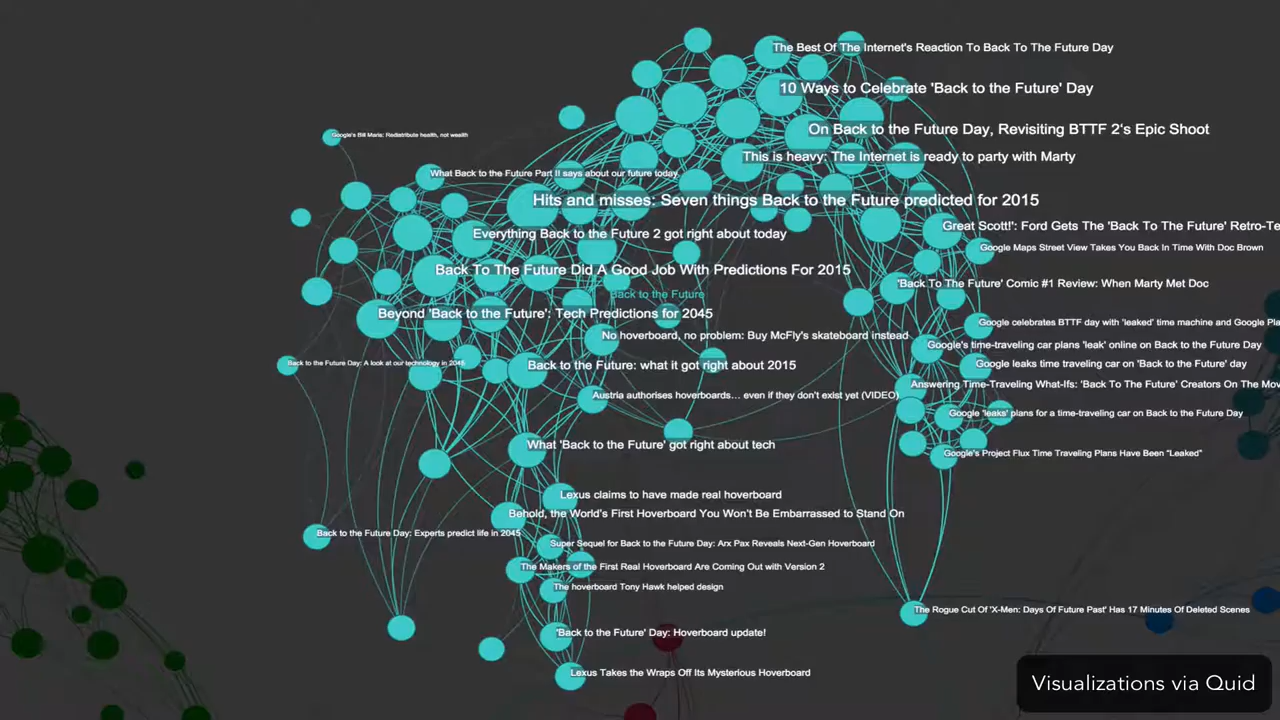 The Best Of The Internet's Reaction To Back To The Future Day
10 Ways to Celebrate 'Back to the Future' Day
On Back to the Future Day, Revisiting BTTF 2's Epic Shoot
Google's Bill Maris: Redistribute health, not wealth
This is heavy: The Internet is ready to party with Marty
What Back to the Future Part II says about our future today.
Hits and misses: Seven things Back to the Future predicted for 2015
Great Scott!': Ford Gets The 'Back To The Future' Retro-Te
Everything Back to the Future 2 got right about today
Google Maps Street View Takes You Back In Time With Doc Brown
Back To The Future Did A Good Job With Predictions For 2015
'Back To The Future' Comic #1 Review: When Marty Met Doc
Back to the Future
Beyond 'Back to the Future': Tech Predictions for 2045
Google celebrates BTTF day with 'leaked' time machine and Google Pla
No hoverboard, no problem: Buy McFly's skateboard instead
Google's time-traveling car plans 'leak' online on Back to the Future Day
Back to the Future Day: A look at our technology in 2045
Back to the Future: what it got right about 2015
Google leaks time traveling car on 'Back to the Future' day
Answering Time-Traveling What-Ifs: 'Back To The Future' Creators On The Mov
Austria authorises hoverboards... even if they don't exist yet (VIDEO)
Google 'leaks' plans for a time-traveling car on Back to the Future Day
What 'Back to the Future' got right about tech
Google's Project Flux Time Traveling Plans Have Been "Leaked"
Lexus claims to have made real hoverboard
Behold, the World's First Hoverboard You Won't Be Embarrassed to Stand On
Back to the Future Day: Experts predict life in 2045
Super Sequel for Back to the Future Day: Arx Pax Reveals Next-Gen Hoverboard
The Makers of the First Real Hoverboard Are Coming Out with Version 2
The hoverboard Tony Hawk helped design
The Rogue Cut Of 'X-Men: Days Of Future Past' Has 17 Minutes Of Deleted Scenes
'Back to the Future' Day: Hoverboard update!
Lexus Takes the Wraps Off Its Mysterious Hoverboard
Visualizations via Quid